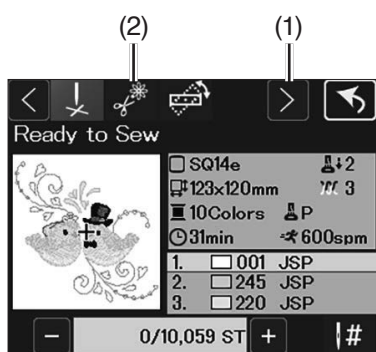 (2) (1)
Ready to Sew
SQ14e 2
123x120mm 3
10Colors P
31min 600spm
1. 001 JSP
2. 245 JSP
3. 220 JSP
− 0/10,059 ST + #